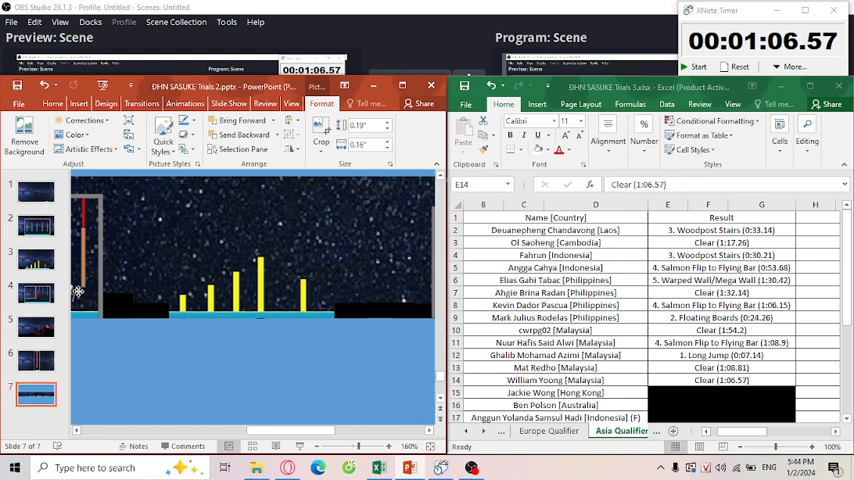 OBS Studio 29.1.3 - Profile: Untitled - Scenes: Untitled
File Edit View Docks Profile Scene Collection Tools Help
Preview: Scene
Program: Scene
XNote Timer
00:01:06.57
Start Reset More...
DHN SASUKE Trials 2.pptx - PowerPoint (P... Pict...
File Home Insert Design Transitions Animations Slide Show Review View Format Tell me... Share
Remove Background
Corrections
Color
Artistic Effects
Adjust
Quick Styles
Picture Styles
Bring Forward
Send Backward
Selection Pane
Arrange
Crop
0.19"
0.16"
Size
1
2
3
4
5
6
7
Slide 7 of 7 Notes Comments 160%
DHN SASUKE Trials 3.xlsx - Excel (Product Activ...
File Home Insert Page Layout Formulas Data Review View Tell me... Share
Paste
Clipboard
Calibri 11
B I U
Font
Alignment
Number
Conditional Formatting
Format as Table
Cell Styles
Styles
Cells
Editing
E14 Clear (1:06.57)
B C D E F G H
1 Name [Country] Result
2 Deuanepheng Chandavong [Laos] 3. Woodpost Stairs (0:33.14)
3 Ol Saoheng [Cambodia] Clear (1:17.26)
4 Fahrun [Indonesia] 3. Woodpost Stairs (0:30.21)
5 Angga Cahya [Indonesia] 4. Salmon Flip to Flying Bar (0:53.68)
6 Elias Gahi Tabac [Philippines] 5. Warped Wall/Mega Wall (1:30.42)
7 Ahgie Brina Radan [Philippines] Clear (1:32.14)
8 Kevin Dador Pascua [Philippines] 4. Salmon Flip to Flying Bar (1:06.15)
9 Mark Julius Rodelas [Philippines] 2. Floating Boards (0:24.26)
10 cwrpg02 [Malaysia] Clear (1:54.2)
11 Nuur Hafis Said Alwi [Malaysia] 4. Salmon Flip to Flying Bar (1:08.9)
12 Ghalib Mohamad Azimi [Malaysia] 1. Long Jump (0:07.14)
13 Mat Redho [Malaysia] Clear (1:08.81)
14 William Yoong [Malaysia] Clear (1:06.57)
15 Jackie Wong [Hong Kong]
16 Ben Polson [Australia]
17 Anggun Yolanda Samsul Hadi [Indonesia] (F)
... Europe Qualifier Asia Qualifier ...
Ready 100%
Type here to search
ENG
5:44 PM
1/2/2024